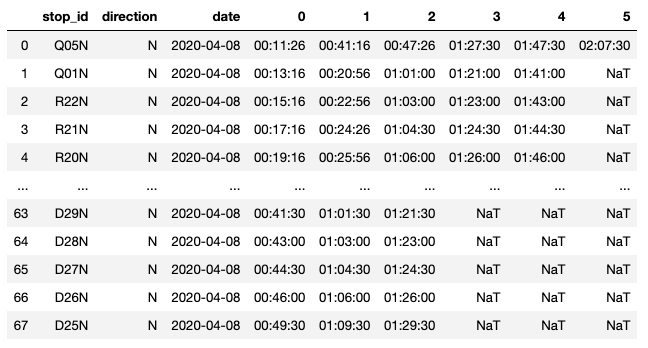 stop_id direction date 0 1 2 3 4 5
0 Q05N N 2020-04-08 00:11:26 00:41:16 00:47:26 01:27:30 01:47:30 02:07:30
1 Q01N N 2020-04-08 00:13:16 00:20:56 01:01:00 01:21:00 01:41:00 NaT
2 R22N N 2020-04-08 00:15:16 00:22:56 01:03:00 01:23:00 01:43:00 NaT
3 R21N N 2020-04-08 00:17:16 00:24:26 01:04:30 01:24:30 01:44:30 NaT
4 R20N N 2020-04-08 00:19:16 00:25:56 01:06:00 01:26:00 01:46:00 NaT
... ... ... ... ... ... ... ... ... ...
63 D29N N 2020-04-08 00:41:30 01:01:30 01:21:30 NaT NaT NaT
64 D28N N 2020-04-08 00:43:00 01:03:00 01:23:00 NaT NaT NaT
65 D27N N 2020-04-08 00:44:30 01:04:30 01:24:30 NaT NaT NaT
66 D26N N 2020-04-08 00:46:00 01:06:00 01:26:00 NaT NaT NaT
67 D25N N 2020-04-08 00:49:30 01:09:30 01:29:30 NaT NaT NaT